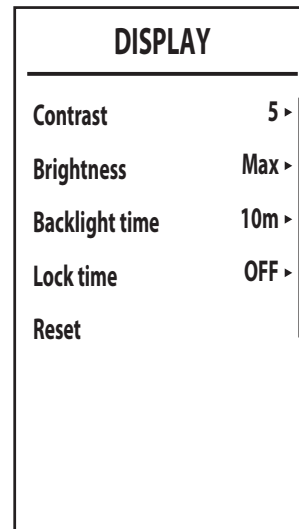 DISPLAY
Contrast 5 ▸
Brightness Max ▸
Backlight time 10m ▸
Lock time OFF ▸
Reset